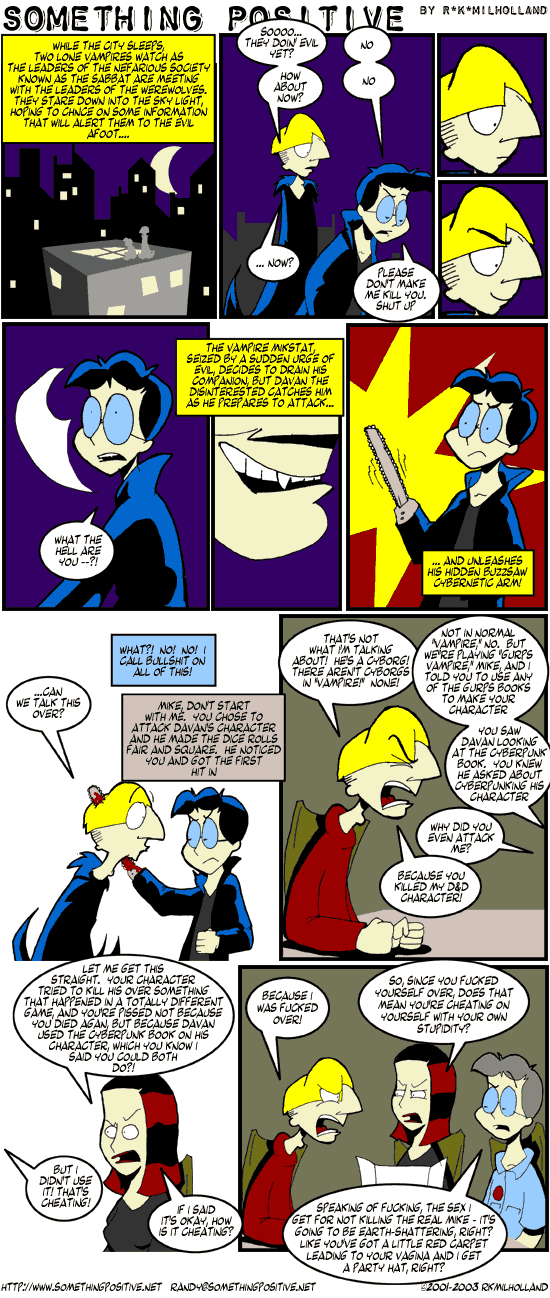 SOMETHING POSITIVE BY R*K*MILHOLLAND
WHILE THE CITY SLEEPS,
TWO LONE VAMPIRES WATCH AS
THE LEADERS OF THE NEFARIOUS SOCIETY
KNOWN AS THE SABBAT ARE MEETING
WITH THE LEADERS OF THE WEREWOLVES.
THEY STARE DOWN INTO THE SKY LIGHT,
HOPING TO CHNCE ON SOME INFORMATION
THAT WILL ALERT THEM TO THE EVIL
AFOOT....
SOOOO...
THEY DOIN' EVIL
YET?
NO
HOW
ABOUT
NOW?
NO
... NOW?
PLEASE
DON'T MAKE
ME KILL YOU.
SHUT UP
WHAT THE
HELL ARE
YOU --?!
THE VAMPIRE MIKSTAT,
SEIZED BY A SUDDEN URGE OF
EVIL, DECIDES TO DRAIN HIS
COMPANION, BUT DAVAN THE
DISINTERESTED CATCHES HIM
AS HE PREPARES TO ATTACK...
... AND UNLEASHES
HIS HIDDEN BUZZSAW
CYBERNETIC ARM!
WHAT?! NO! NO! I
CALL BULLSHIT ON
ALL OF THIS!
...CAN
WE TALK THIS
OVER?
MIKE, DON'T START
WITH ME. YOU CHOSE TO
ATTACK DAVAN'S CHARACTER
AND HE MADE THE DICE ROLLS
FAIR AND SQUARE. HE NOTICED
YOU AND GOT THE FIRST
HIT IN
THAT'S NOT
WHAT I'M TALKING
ABOUT! HE'S A CYBORG!
THERE AREN'T CYBORGS
IN "VAMPIRE!" NONE!
NOT IN NORMAL
"VAMPIRE," NO. BUT
WE'RE PLAYING "GURPS
VAMPIRE," MIKE, AND I
TOLD YOU TO USE ANY
OF THE GURPS BOOKS
TO MAKE YOUR
CHARACTER
YOU SAW
DAVAN LOOKING
AT THE CYBERPUNK
BOOK. YOU KNEW
HE ASKED ABOUT
CYBERPUNKING HIS
CHARACTER
WHY DID YOU
EVEN ATTACK
ME?
BECAUSE YOU
KILLED MY D&D
CHARACTER!
LET ME GET THIS
STRAIGHT. YOUR CHARACTER
TRIED TO KILL HIS OVER SOMETHING
THAT HAPPENED IN A TOTALLY DIFFERENT
GAME, AND YOU'RE PISSED NOT BECAUSE
YOU DIED AGAN, BUT BECAUSE DAVAN
USED THE CYBERPUNK BOOK ON HIS
CHARACTER, WHICH YOU KNOW I
SAID YOU COULD BOTH
DO?!
BUT I
DIDN'T USE
IT! THAT'S
CHEATING!
IF I SAID
IT'S OKAY, HOW
IS IT CHEATING?
BECAUSE I
WAS FUCKED
OVER!
SO, SINCE YOU FUCKED
YOURSELF OVER, DOES THAT
MEAN YOU'RE CHEATING ON
YOURSELF WITH YOUR OWN
STUPIDITY?
SPEAKING OF FUCKING, THE SEX I
GET FOR NOT KILLING THE REAL MIKE - IT'S
GOING TO BE EARTH-SHATTERING, RIGHT?
LIKE YOU'VE GOT A LITTLE RED CARPET
LEADING TO YOUR VAGINA AND I GET
A PARTY HAT, RIGHT?
HTTP://WWW.SOMETHINGPOSITIVE.NET RANDY@SOMETHINGPOSITIVE.NET ©2001-2003 RKMILHOLLAND